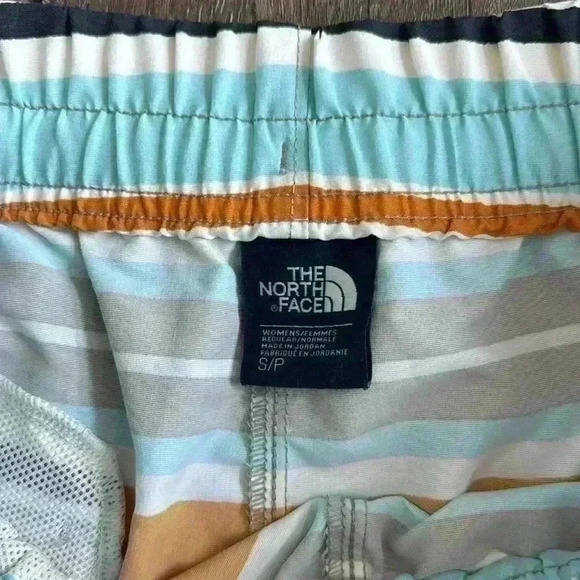 THE
NORTH
®FACE
WOMENS/FEMMES
REGULAR/NORMALE
MADE IN JORDAN
FABRIQUÉ EN JORDANIE
S/P